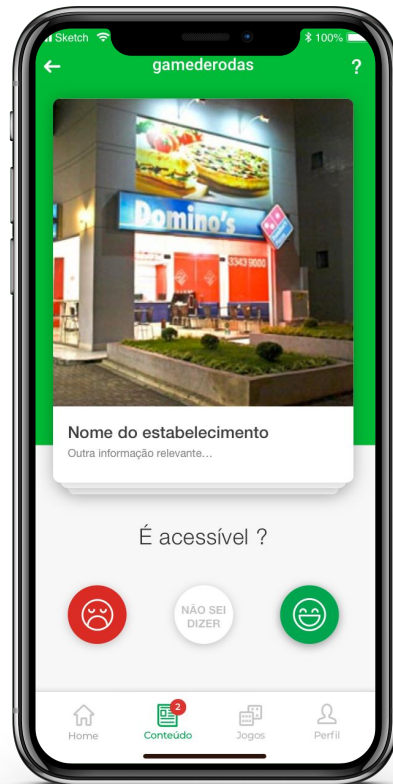 Sketch
100%
gamederodas
?
Domino's
3343 9000
Nome do estabelecimento
Outra informação relevante...
É acessível ?
NÃO SEI
DIZER
2
Home
Conteúdo
Jogos
Perfil